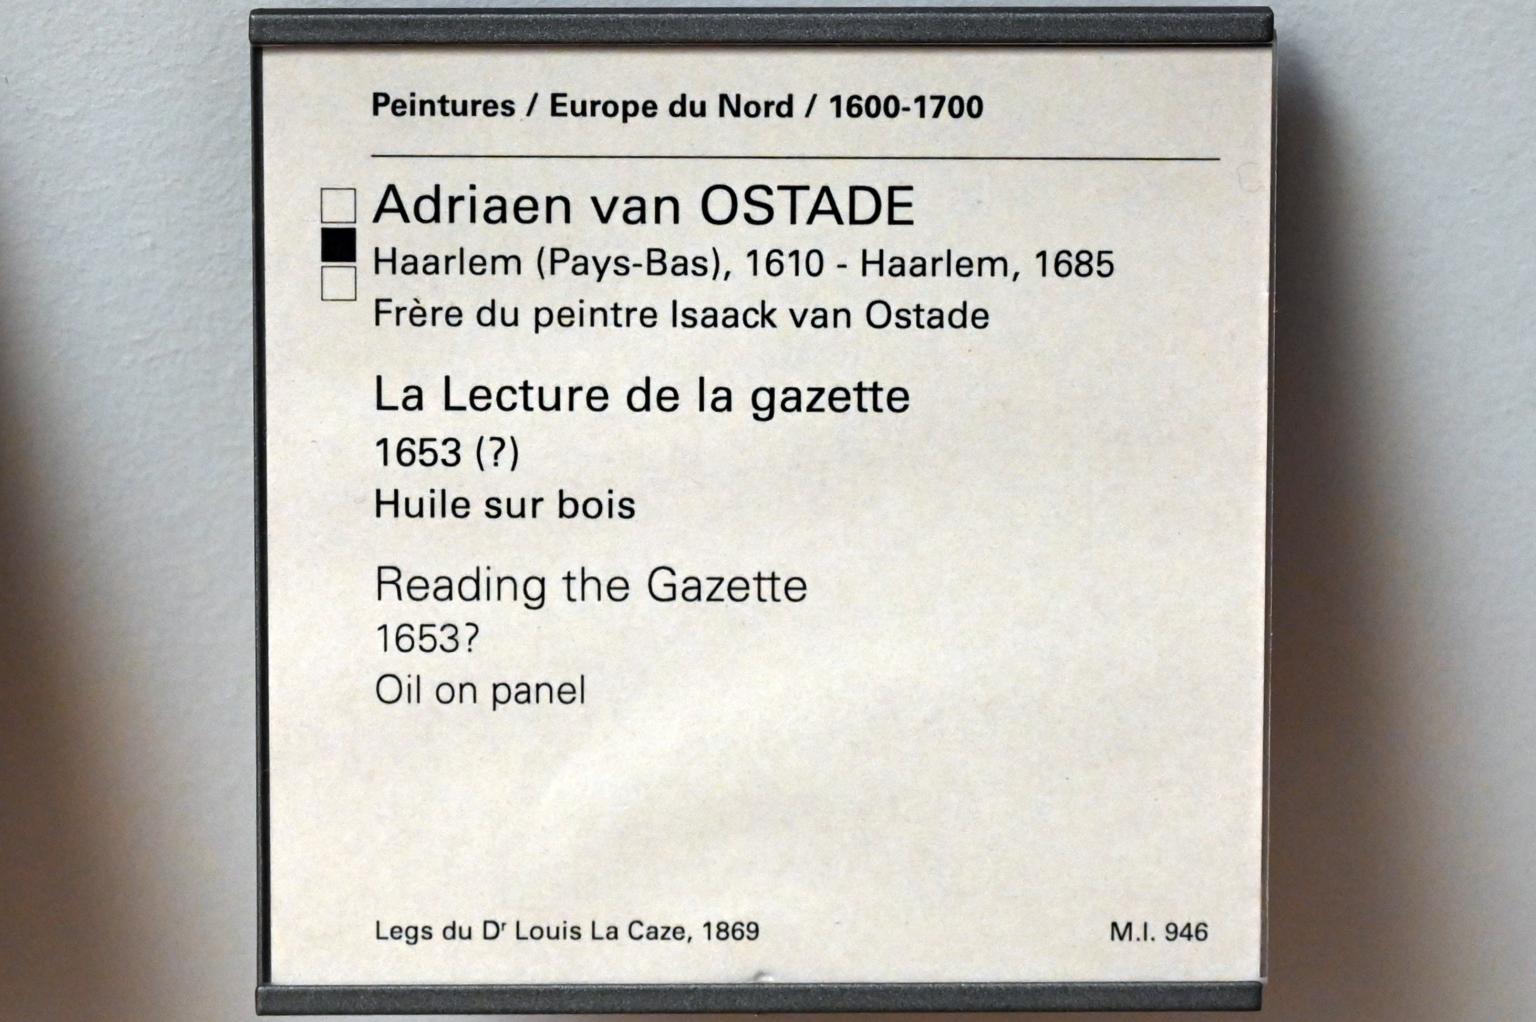 Peintures / Europe du Nord / 1600-1700
Adriaen van OSTADE
Haarlem (Pays-Bas), 1610 - Haarlem, 1685
Frère du peintre Isaack van Ostade
La Lecture de la gazette
1653 (?)
Huile sur bois
Reading the Gazette
1653?
Oil on panel
Legs du Dr Louis La Caze, 1869
M.I. 946